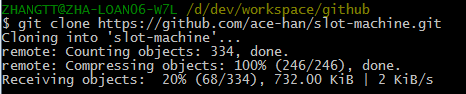 ZHANGTT@ZHA-LOANO6-W7L /d/dev/workspace/github
$ git clone https://github.com/ace-han/slot-machine.git
Cloning into 'slot-machine'...
remote: Counting objects: 334, done.
remote: Compressing objects: 100% (246/246), done.
Receiving objects:  20% (68/334), 732.00 KiB | 2 KiB/s